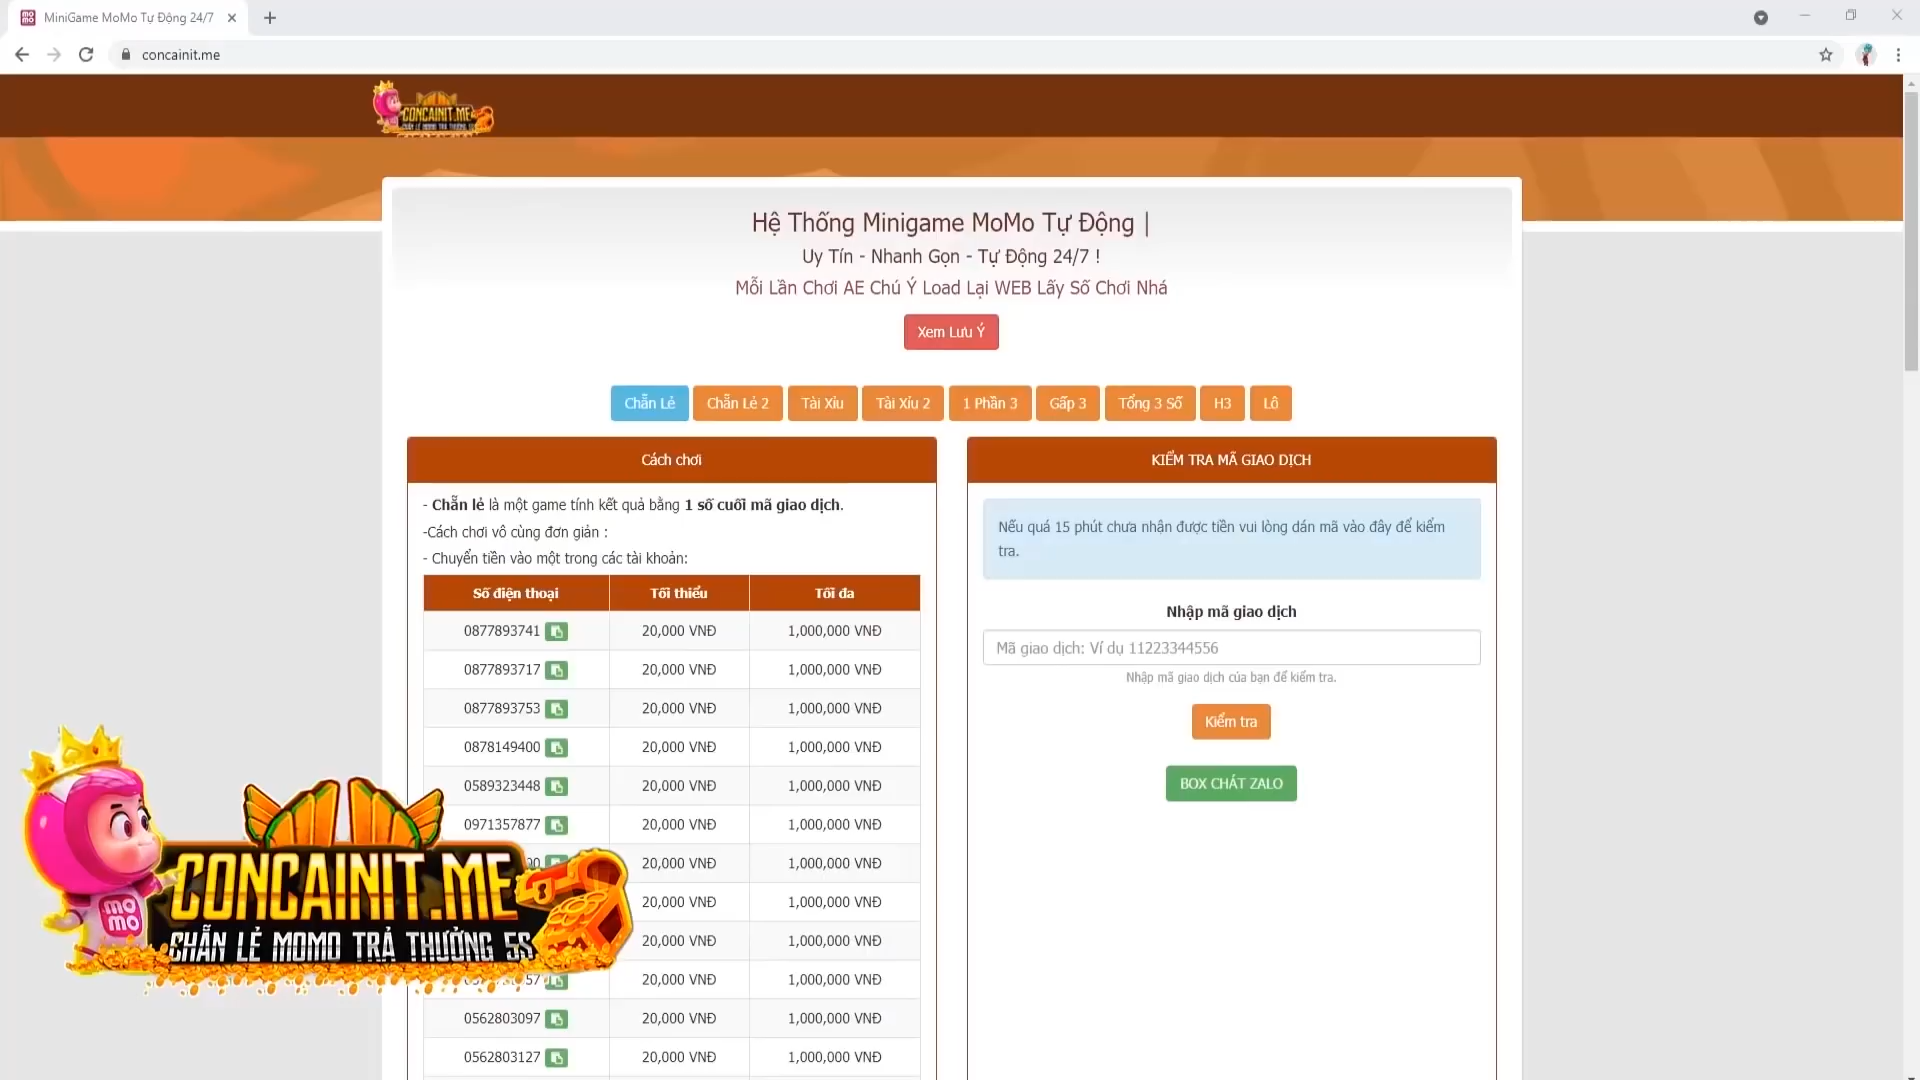 MiniGame MoMo Tự Động 24/7
concainit.me
CONCAINIT.ME
CHẴN LẺ MOMO TRẢ THƯỞNG 5S
Hệ Thống Minigame MoMo Tự Động |
Uy Tín - Nhanh Gọn - Tự Động 24/7 !
Mỗi Lần Chơi AE Chú Ý Load Lại WEB Lấy Số Chơi Nhá
Xem Lưu Ý
Chẵn Lẻ Chẵn Lẻ 2 Tài Xỉu Tài Xíu 2 1 Phần 3 Gấp 3 Tổng 3 Số H3 Lô
Cách chơi
- Chẵn lẻ là một game tính kết quả bằng 1 số cuối mã giao dịch.
-Cách chơi vô cùng đơn giản :
- Chuyển tiền vào một trong các tài khoản:
Số điện thoại Tối thiểu Tối đa
0877893741 20,000 VNĐ 1,000,000 VNĐ
0877893717 20,000 VNĐ 1,000,000 VNĐ
0877893753 20,000 VNĐ 1,000,000 VNĐ
0878149400 20,000 VNĐ 1,000,000 VNĐ
0589323448 20,000 VNĐ 1,000,000 VNĐ
0971357877 20,000 VNĐ 1,000,000 VNĐ
20,000 VNĐ 1,000,000 VNĐ
20,000 VNĐ 1,000,000 VNĐ
20,000 VNĐ 1,000,000 VNĐ
20,000 VNĐ 1,000,000 VNĐ
0562803097 20,000 VNĐ 1,000,000 VNĐ
0562803127 20,000 VNĐ 1,000,000 VNĐ
KIỂM TRA MÃ GIAO DỊCH
Nếu quá 15 phút chưa nhận được tiền vui lòng dán mã vào đây để kiểm
tra.
Nhập mã giao dịch
Mã giao dịch: Ví dụ 11223344556
Nhập mã giao dịch của bạn để kiểm tra.
Kiểm tra
BOX CHÁT ZALO
mo
mo
CONCAINIT.ME
CHẴN LẺ MOMO TRẢ THƯỞNG 5S